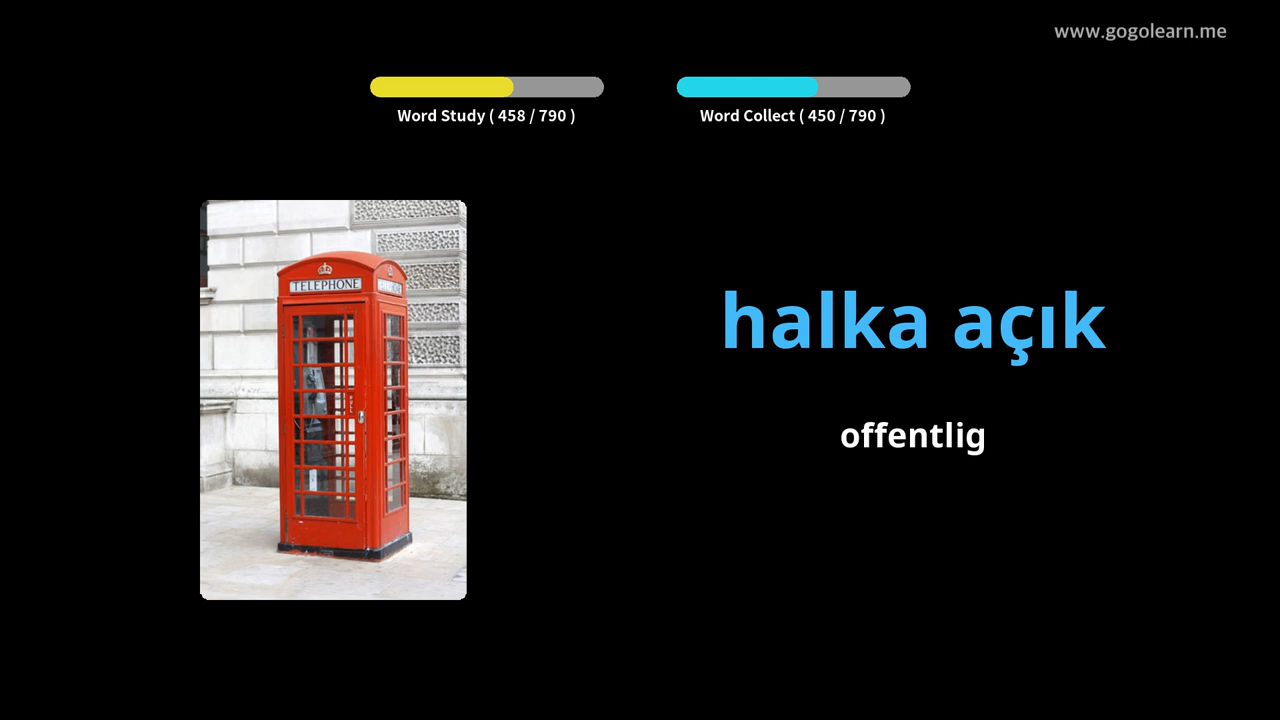 www.gogolearn.me
Word Study ( 458 / 790 )
Word Collect ( 450 / 790 )
TELEPHONE
halka açık
offentlig